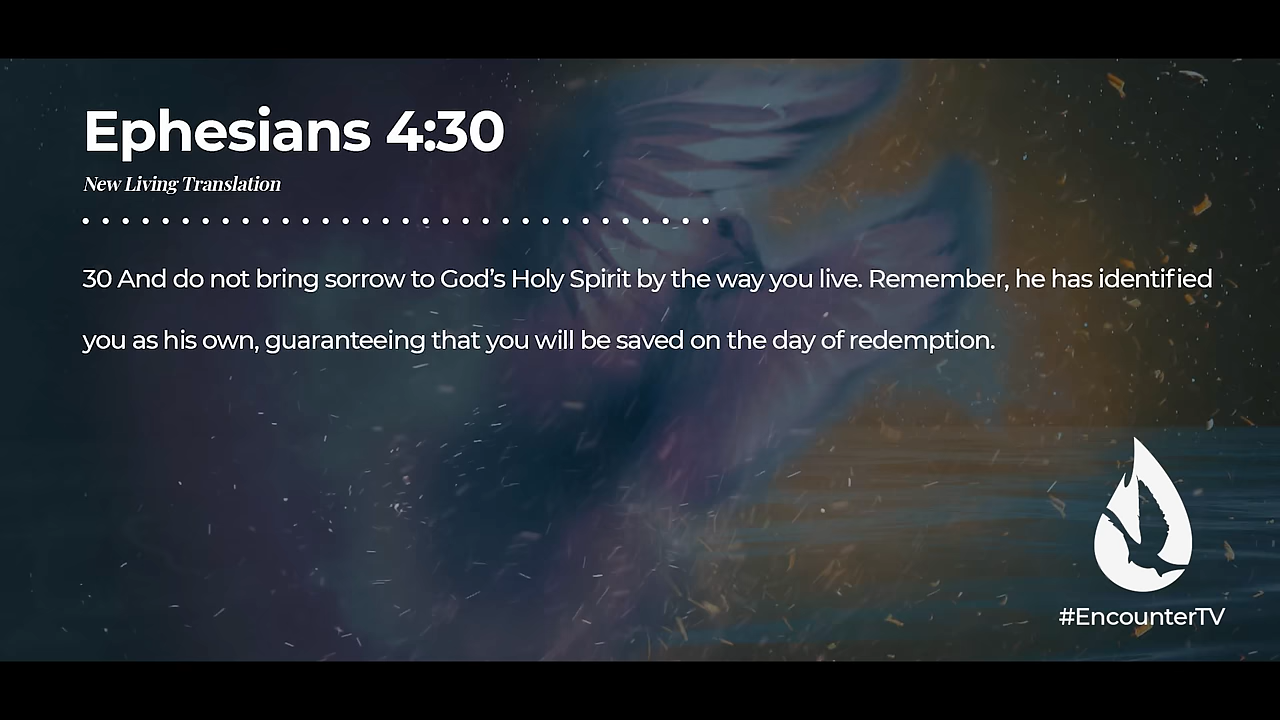 Ephesians 4:30
New Living Translation
30 And do not bring sorrow to God’s Holy Spirit by the way you live. Remember, he has identified
you as his own, guaranteeing that you will be saved on the day of redemption.
#EncounterTV